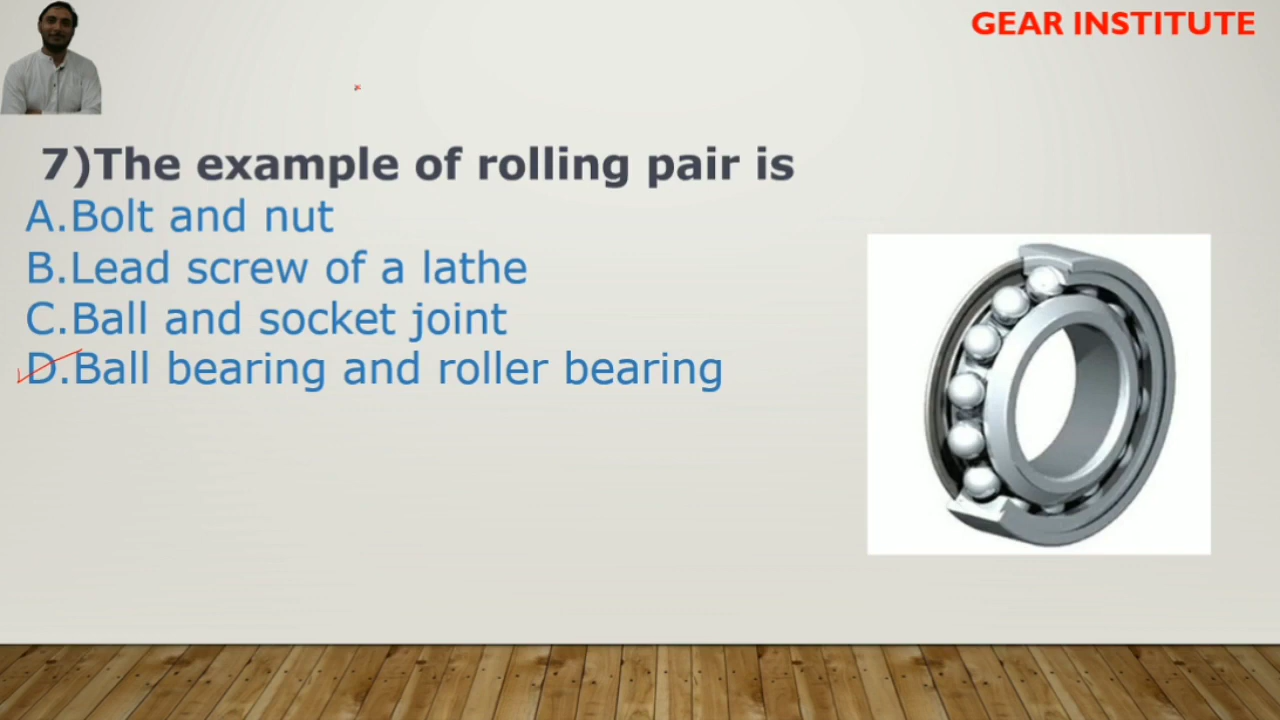 GEAR INSTITUTE
7)The example of rolling pair is
A.Bolt and nut
B.Lead screw of a lathe
C.Ball and socket joint
D.Ball bearing and roller bearing